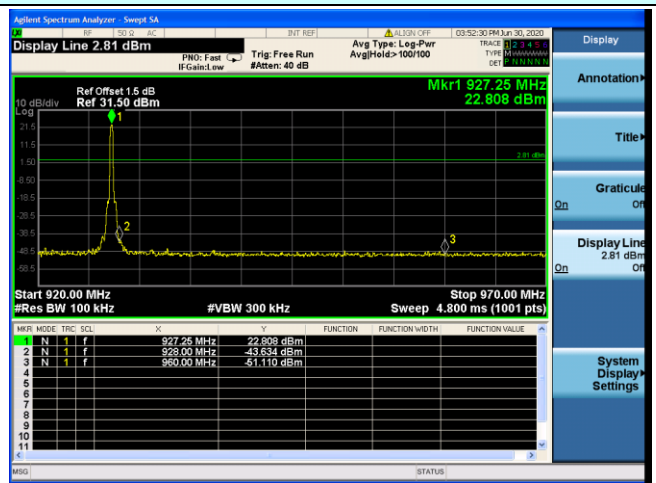 Agilent Spectrum Analyzer - Swept SA
RF 50 Ω AC INT REF ALIGN OFF 03:52:30 PM Jun 30, 2020
Display Line 2.81 dBm
PNO: Fast
IFGain:Low
Trig: Free Run
#Atten: 40 dB
Avg Type: Log-Pwr
Avg|Hold:>100/100
TRACE 1 2 3 4 5 6
TYPE M
DET P N N N N N
Display
Ref Offset 1.5 dB
10 dB/div Ref 31.50 dBm
Mkr1 927.25 MHz
22.808 dBm
Log
21.5
11.5
1.50
-8.50
-18.5
-28.5
-38.5
-48.5
-58.5
1
2
3
2.81 dBm
Start 920.00 MHz Stop 970.00 MHz
#Res BW 100 kHz #VBW 300 kHz Sweep 4.800 ms (1001 pts)
MKR MODE TRC SCL X Y FUNCTION FUNCTION WIDTH FUNCTION VALUE
1 N 1 f 927.25 MHz 22.808 dBm
2 N 1 f 928.00 MHz -43.634 dBm
3 N 1 f 960.00 MHz -51.110 dBm
4
5
6
7
8
9
10
11
MSG STATUS
Annotation
Title
Graticule
On Off
Display Line
2.81 dBm
On Off
System
Display
Settings